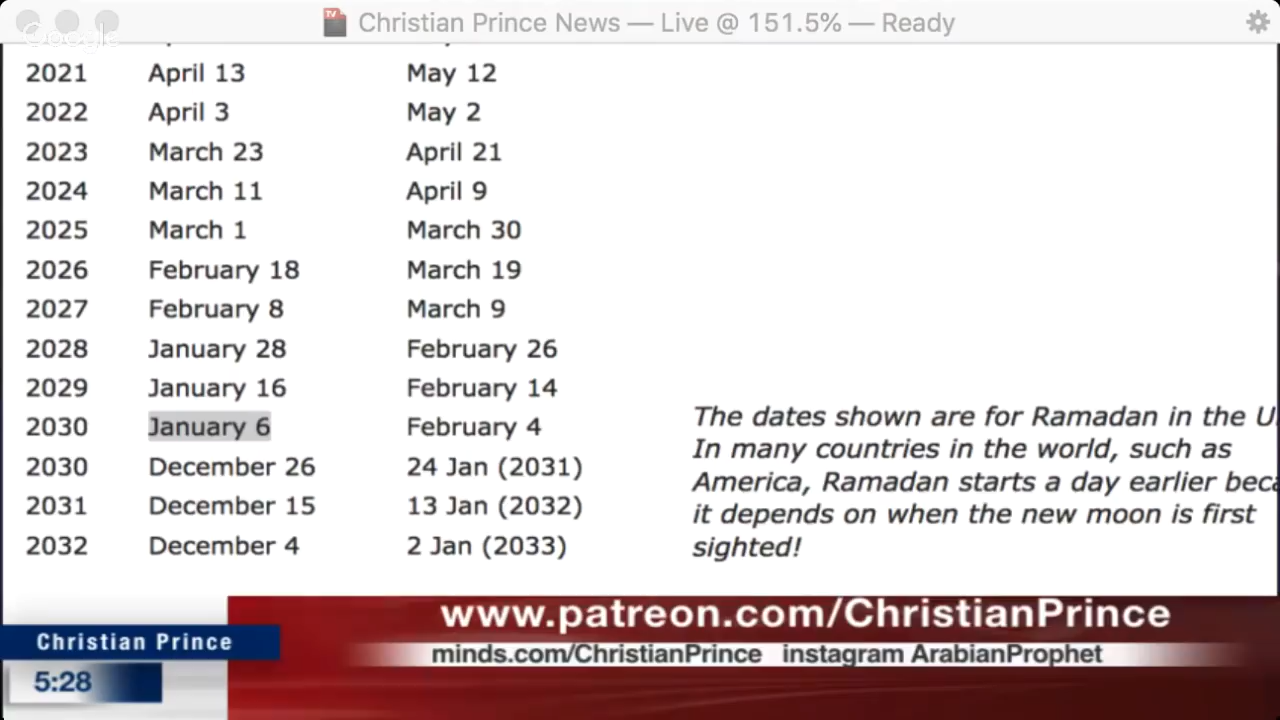 Christian Prince News — Live @ 151.5% — Ready
Google
2021 April 13 May 12
2022 April 3 May 2
2023 March 23 April 21
2024 March 11 April 9
2025 March 1 March 30
2026 February 18 March 19
2027 February 8 March 9
2028 January 28 February 26
2029 January 16 February 14
2030 January 6 February 4
2030 December 26 24 Jan (2031)
2031 December 15 13 Jan (2032)
2032 December 4 2 Jan (2033)
The dates shown are for Ramadan in the
In many countries in the world, such as
America, Ramadan starts a day earlier
it depends on when the new moon is first
sighted!
www.patreon.com/ChristianPrince
Christian Prince
minds.com/ChristianPrince instagram ArabianProphet
5:28